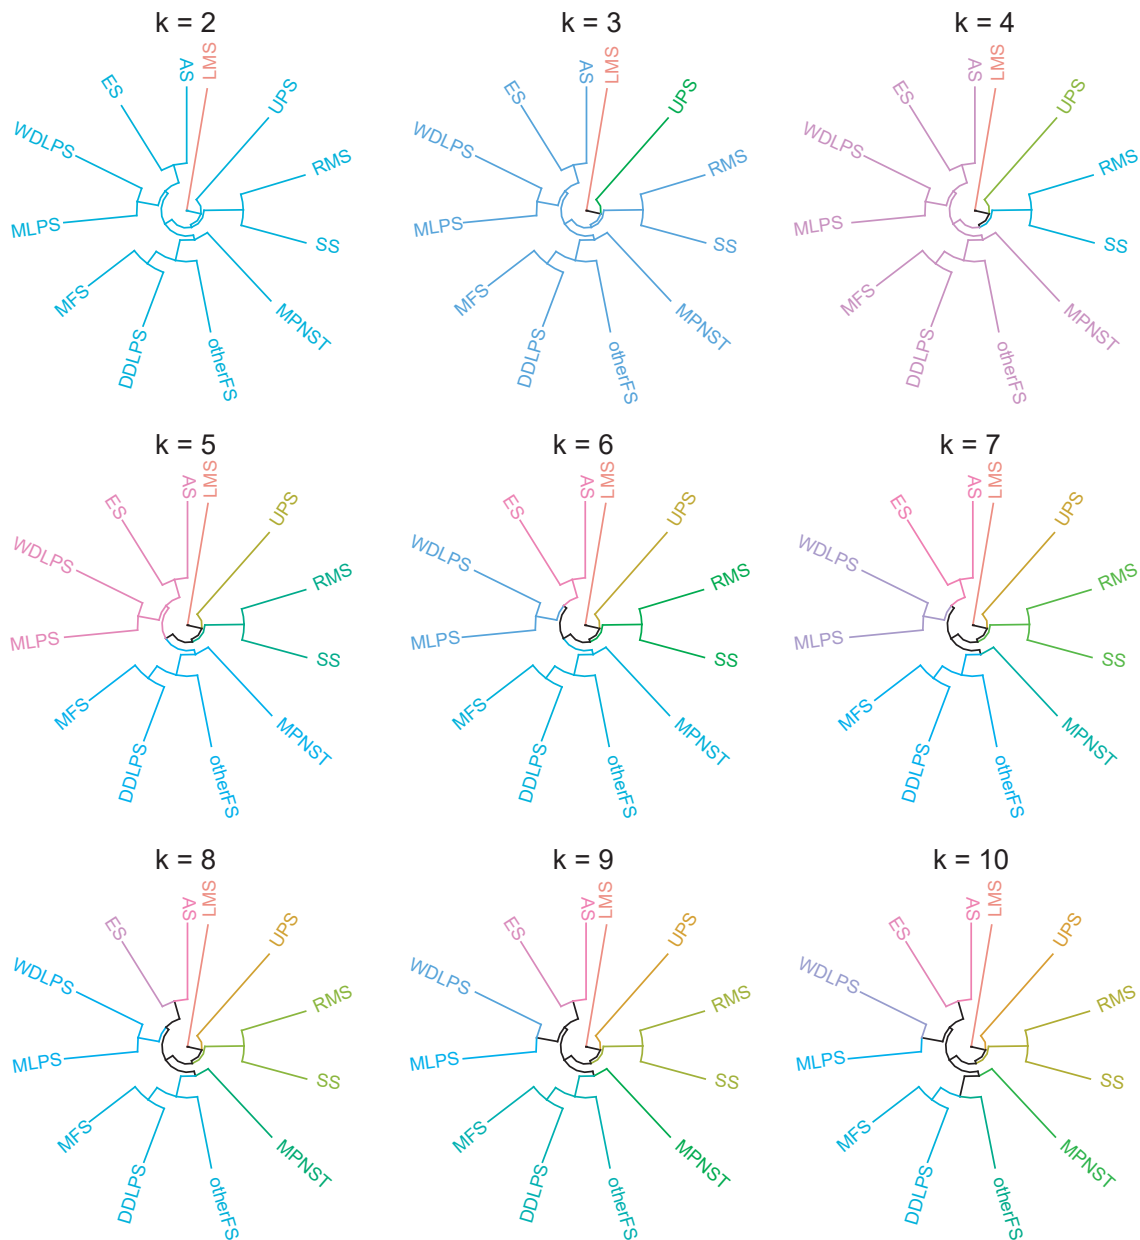 k = 2
k = 3
k = 4
LMS
AS
ES
UPS
WDLPS
RMS
MLPS
SS
MFS
MPNST
DDLPS
otherFS
LMS
AS
ES
UPS
WDLPS
RMS
MLPS
SS
MFS
MPNST
DDLPS
otherFS
LMS
AS
ES
UPS
WDLPS
RMS
MLPS
SS
MFS
MPNST
DDLPS
otherFS
k = 5
k = 6
k = 7
LMS
AS
ES
UPS
WDLPS
RMS
MLPS
SS
MFS
MPNST
DDLPS
otherFS
LMS
AS
ES
UPS
WDLPS
RMS
MLPS
SS
MFS
MPNST
DDLPS
otherFS
LMS
AS
ES
UPS
WDLPS
RMS
MLPS
SS
MFS
MPNST
DDLPS
otherFS
k = 8
k = 9
k = 10
LMS
AS
ES
UPS
WDLPS
RMS
MLPS
SS
MFS
MPNST
DDLPS
otherFS
LMS
AS
ES
UPS
WDLPS
RMS
MLPS
SS
MFS
MPNST
DDLPS
otherFS
LMS
AS
ES
UPS
WDLPS
RMS
MLPS
SS
MFS
MPNST
DDLPS
otherFS